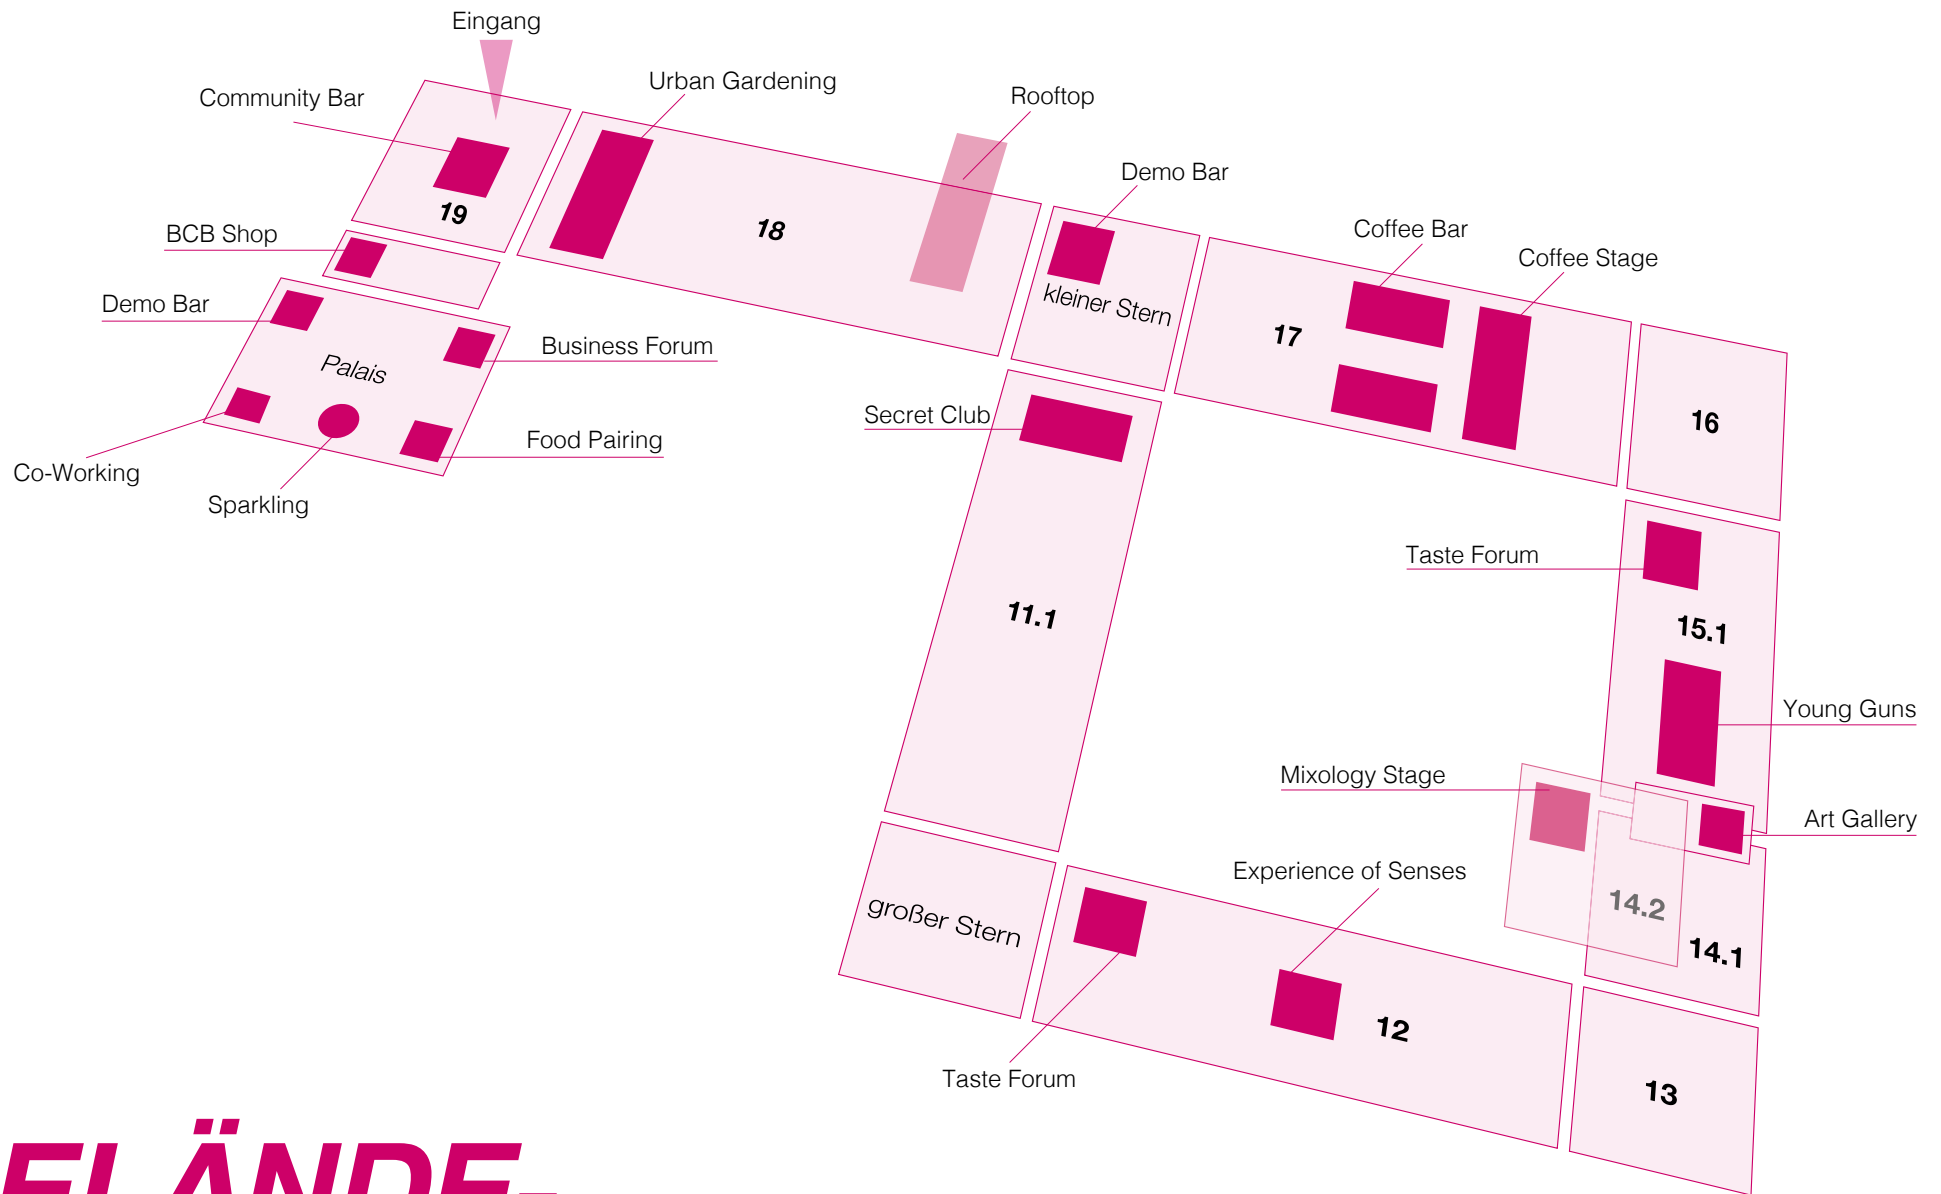 Eingang
Community Bar
Urban Gardening
Rooftop
Demo Bar
19
18
BCB Shop
Coffee Bar
Coffee Stage
Demo Bar
kleiner Stern
17
Business Forum
Palais
16
Secret Club
Food Pairing
Co-Working
Sparkling
Taste Forum
11.1
15.1
Young Guns
Mixology Stage
Art Gallery
Experience of Senses
14.2
großer Stern
14.1
12
Taste Forum
13
ELÄNDE-